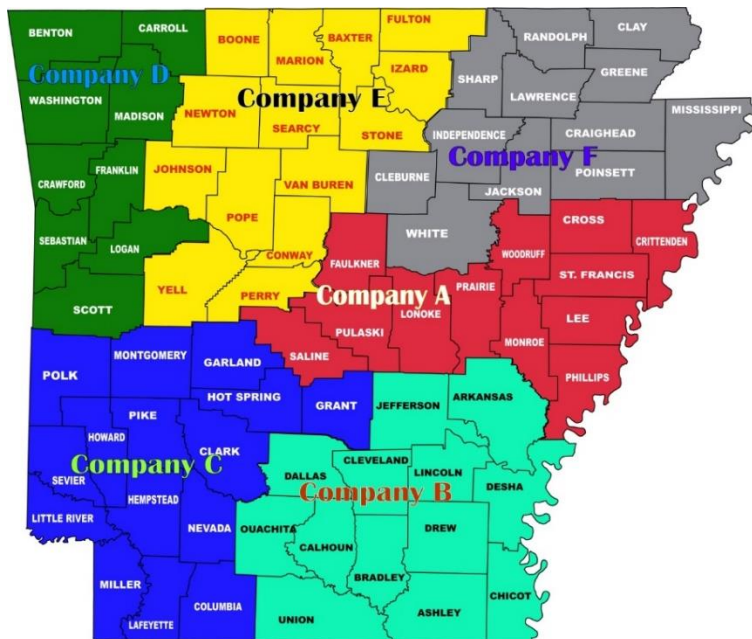 BENTON
CARROLL
BOONE
MARION
BAXTER
FULTON
IZARD
RANDOLPH
CLAY
SHARP
GREENE
LAWRENCE
MISSISSIPPI
Company D
WASHINGTON
MADISON
NEWTON
Company E
SEARCY
STONE
INDEPENDENCE
CRAIGHEAD
Company F
POINSETT
JACKSON
CLEBURNE
CRAWFORD
FRANKLIN
JOHNSON
VAN BUREN
POPE
SEBASTIAN
LOGAN
CONWAY
WHITE
FAULKNER
WOODRUFF
CROSS
CRITTENDEN
SCOTT
YELL
PERRY
Company A
PRAIRIE
ST. FRANCIS
LONOKE
PULASKI
SALINE
MONROE
LEE
PHILLIPS
POLK
MONTGOMERY
GARLAND
HOT SPRING
GRANT
JEFFERSON
ARKANSAS
PIKE
HOWARD
CLARK
Company C
SEVIER
HEMPSTEAD
LITTLE RIVER
NEVADA
DALLAS
CLEVELAND
LINCOLN
DESHA
Company B
OUACHITA
CALHOUN
DREW
BRADLEY
MILLER
LAFEYETTE
COLUMBIA
UNION
ASHLEY
CHICOT